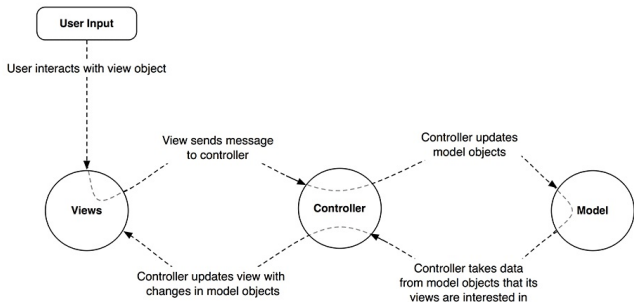 User Input
User interacts with view object
View sends message
to controller
Controller updates
model objects
Views
Controller
Model
Controller updates view with
changes in model objects
Controller takes data
from model objects that its
views are interested in